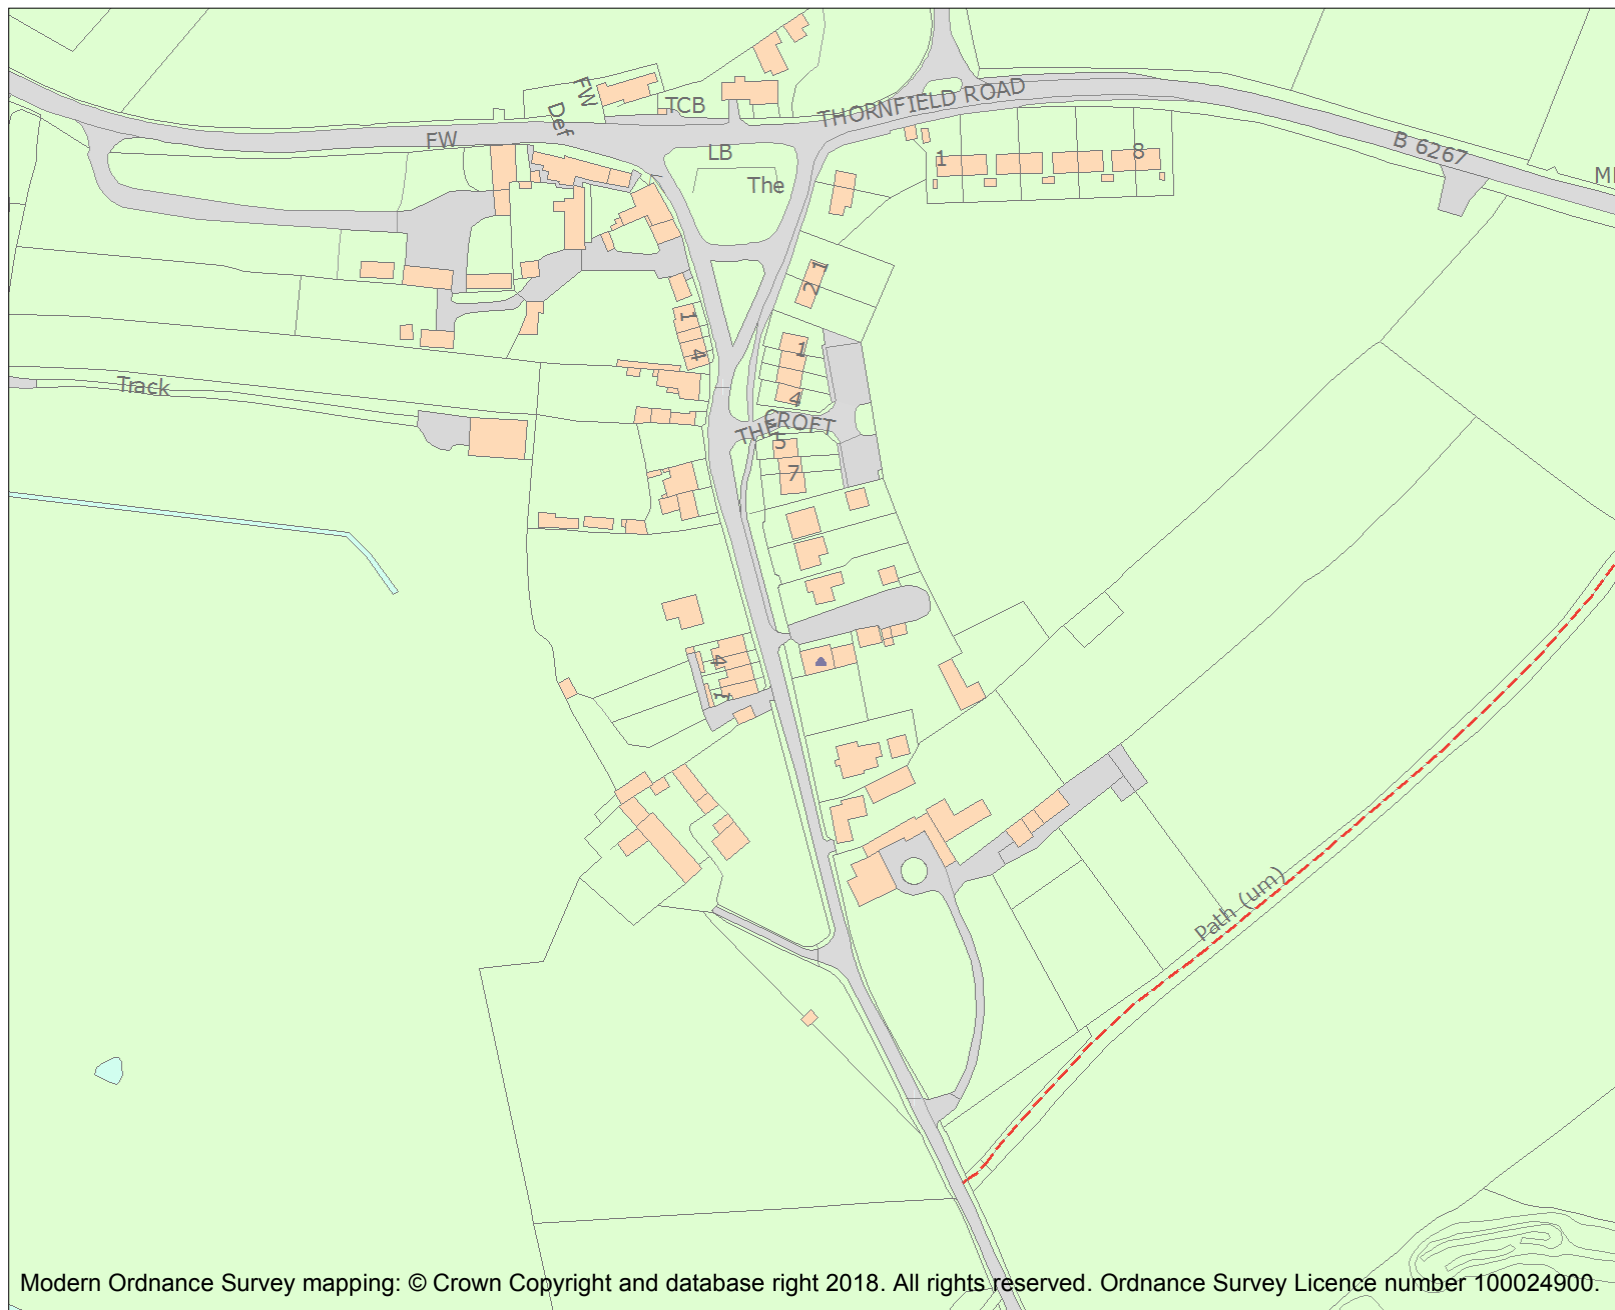 FW
Def
TCB
FW
THORNFIELD ROAD
LB
The
1
8
B 6267
1
2
1
4
1
4
Track
THE CROFT
5
7
4
1
Path (um)
Modern Ordnance Survey mapping: © Crown Copyright and database right 2018. All rights reserved. Ordnance Survey Licence number 100024900.